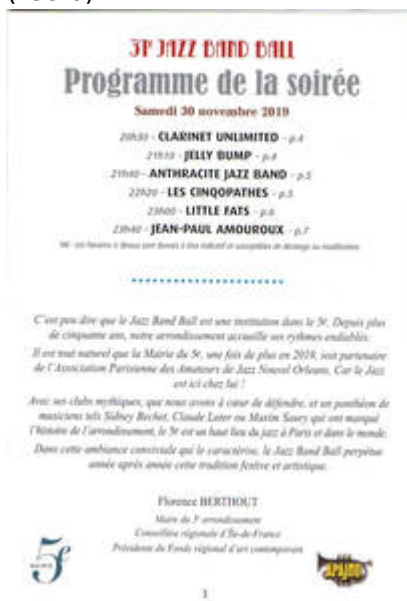 JAZZ BAND BALL
Programme de la soirée
Samedi 30 novembre 2019
20h30 - CLARINET UNLIMITED - p.4
21h10 - JELLY BUMP - p.4
21h40 - ANTHRACITE JAZZ BAND - p.5
22h20 - LES CINQOPATHES - p.5
23h00 - LITTLE FATS - p.6
23h40 - JEAN-PAUL AMOUROUX - p.7
C'est peu dire que le Jazz Band Ball est une institution dans le 5e. Depuis plus
de cinquante ans, notre arrondissement accueille ses rythmes endiablés.
Il est tout naturel que la Mairie du 5e, une fois de plus en 2019, soit partenaire
de l'Association Parisienne des Amateurs de Jazz Nouvel Orleans. Car le Jazz
est ici chez lui !
Avec ses clubs mythiques, que nous avons à cœur de défendre, et un panthéon de
musiciens tels Sidney Bechet, Claude Luter ou Maxim Saury qui ont marqué
l'histoire de l'arrondissement, le 5e est un haut lieu du jazz à Paris et dans le monde.
Dans cette ambiance conviviale qui le caractérise, le Jazz Band Ball perpétue
année après année cette tradition festive et artistique.
Florence BERTHOUT
Maire du 5e arrondissement
Conseillère régionale d'Île-de-France
Présidente du Fonds régional d'art contemporain
5e
APAJNO